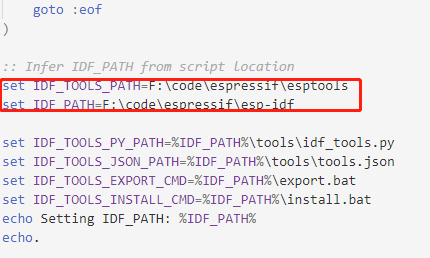 goto :eof
)
:: Infer IDF_PATH from script location
set IDF_TOOLS_PATH=F:\code\espressif\esptools
set IDF_PATH=F:\code\espressif\esp-idf
set IDF_TOOLS_PY_PATH=%IDF_PATH%\tools\idf_tools.py
set IDF_TOOLS_JSON_PATH=%IDF_PATH%\tools\tools.json
set IDF_TOOLS_EXPORT_CMD=%IDF_PATH%\export.bat
set IDF_TOOLS_INSTALL_CMD=%IDF_PATH%\install.bat
echo Setting IDF_PATH: %IDF_PATH%
echo.